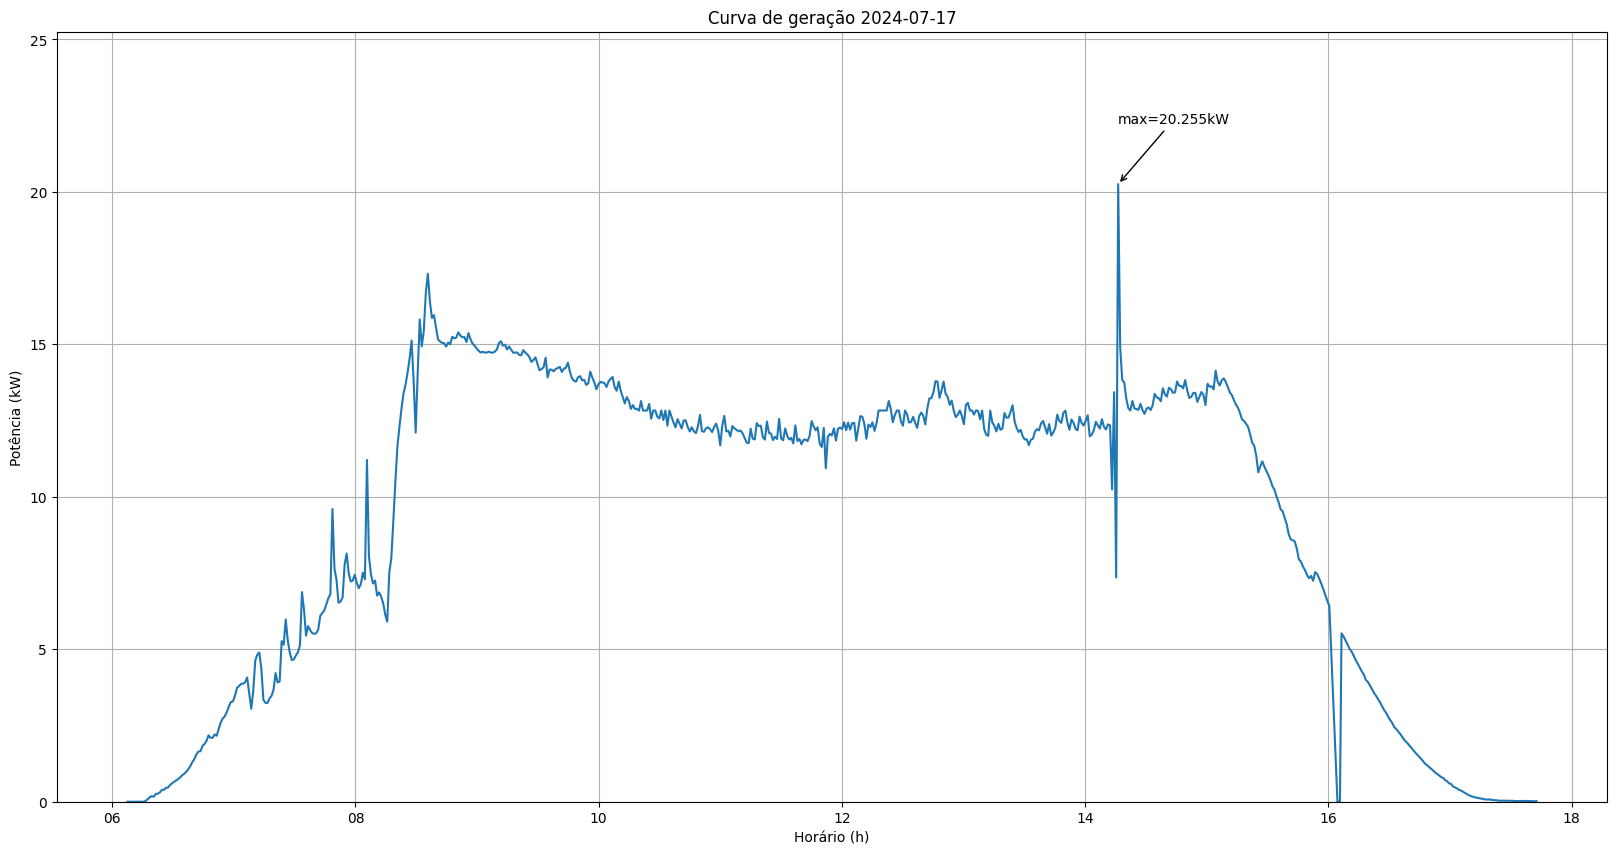 Curva de geração 2024-07-17
25
max=20.255kW
20
15
Potência (kW)
10
5
0
06 08 10 12 14 16 18
Horário (h)